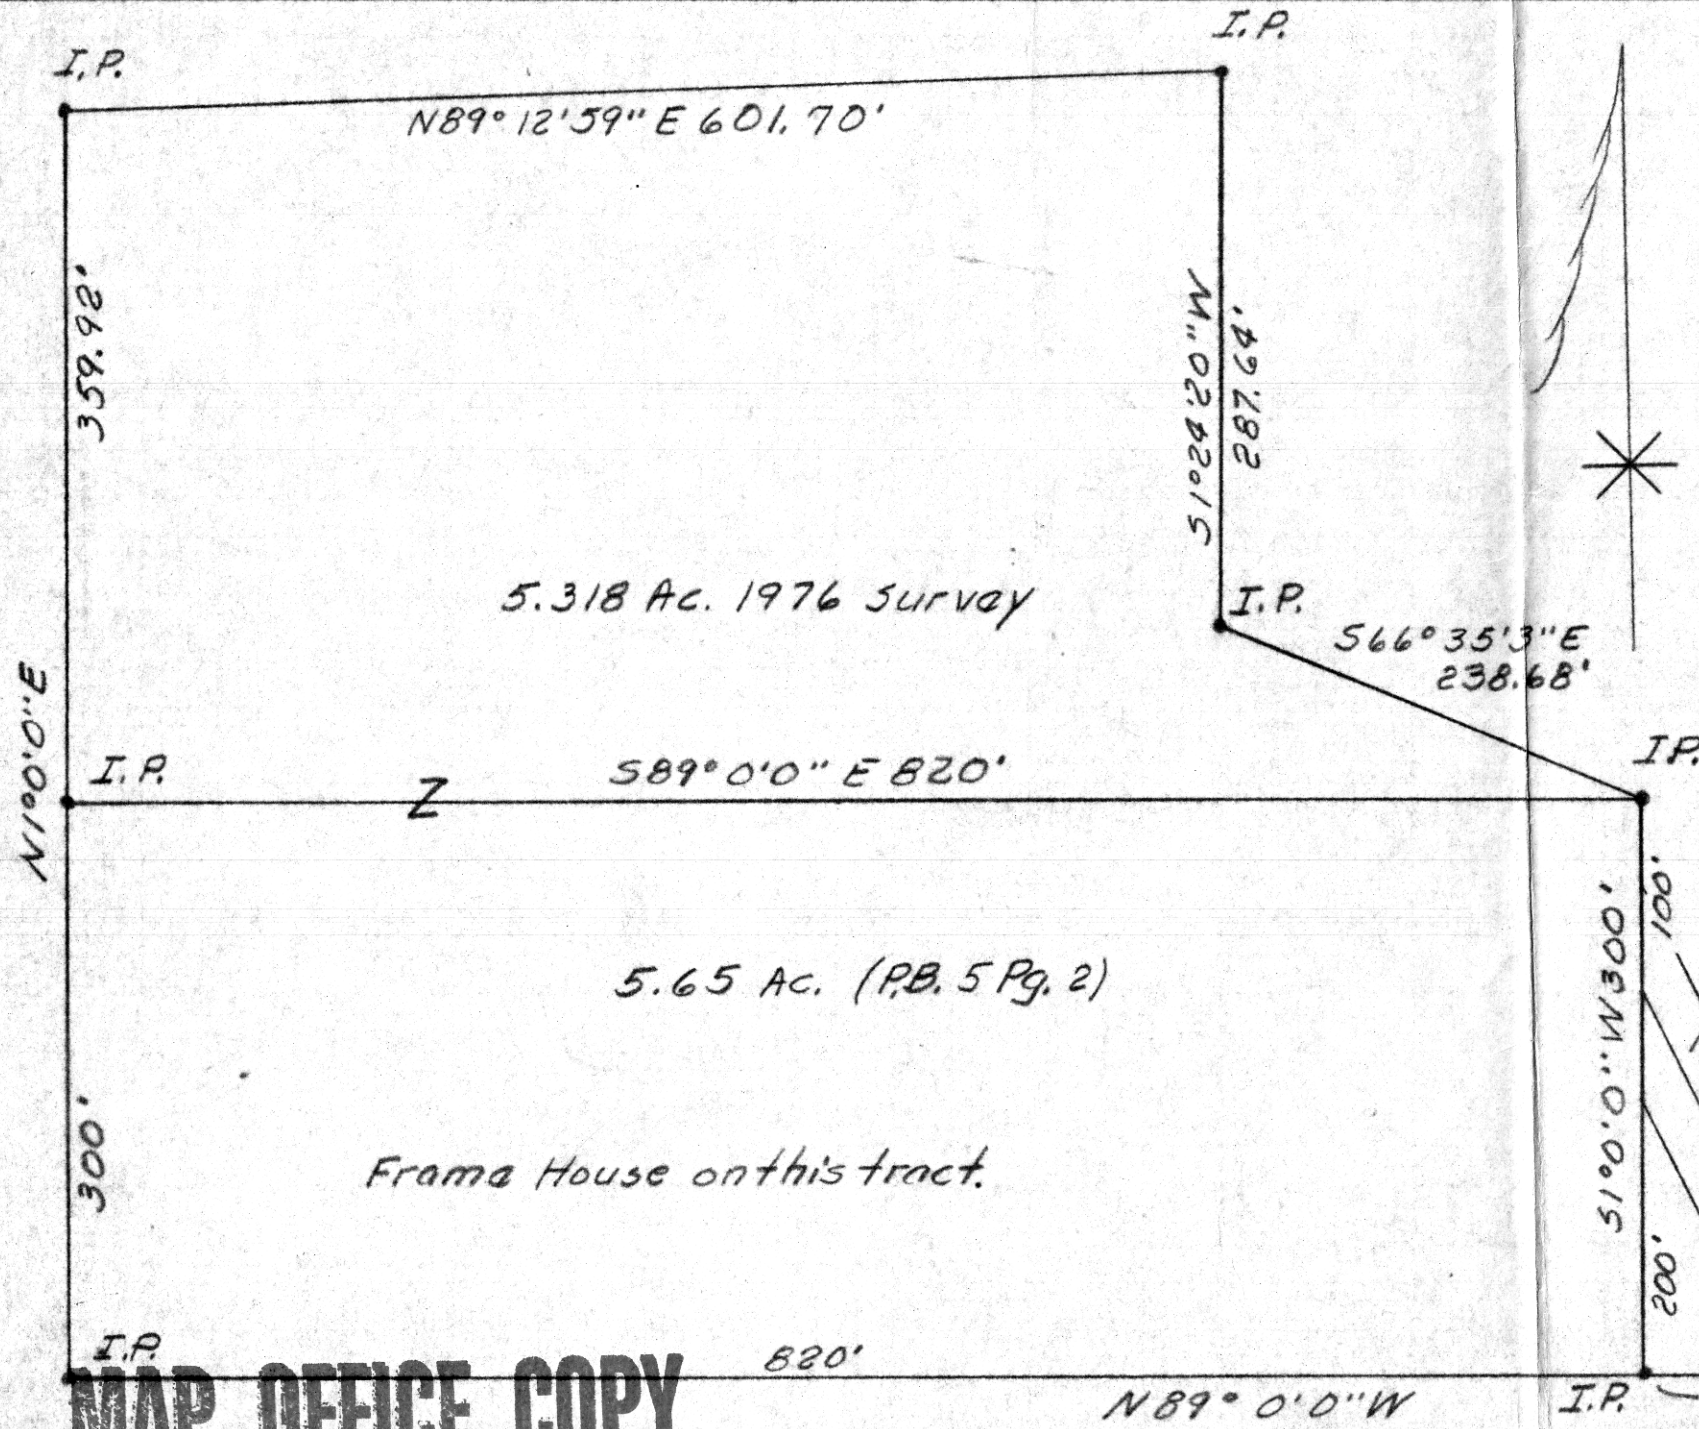 I.P.
I.P.
N89° 12'59" E 601.70'
359.92'
S1°24'20"W
287.64'
5.318 Ac. 1976 Survey
I.P.
S66° 35'3"E
238.68'
N1°0'0"E
I.P.
Z
S89° 0'0" E 820'
I.P.
100'
5.65 Ac. (P.B. 5 Pg. 2)
S1°0'0"W300'
300'
Frame House on this tract.
200'
I.P.
820'
MAP OFFICE COPY
N 89° 0'0"W
I.P.